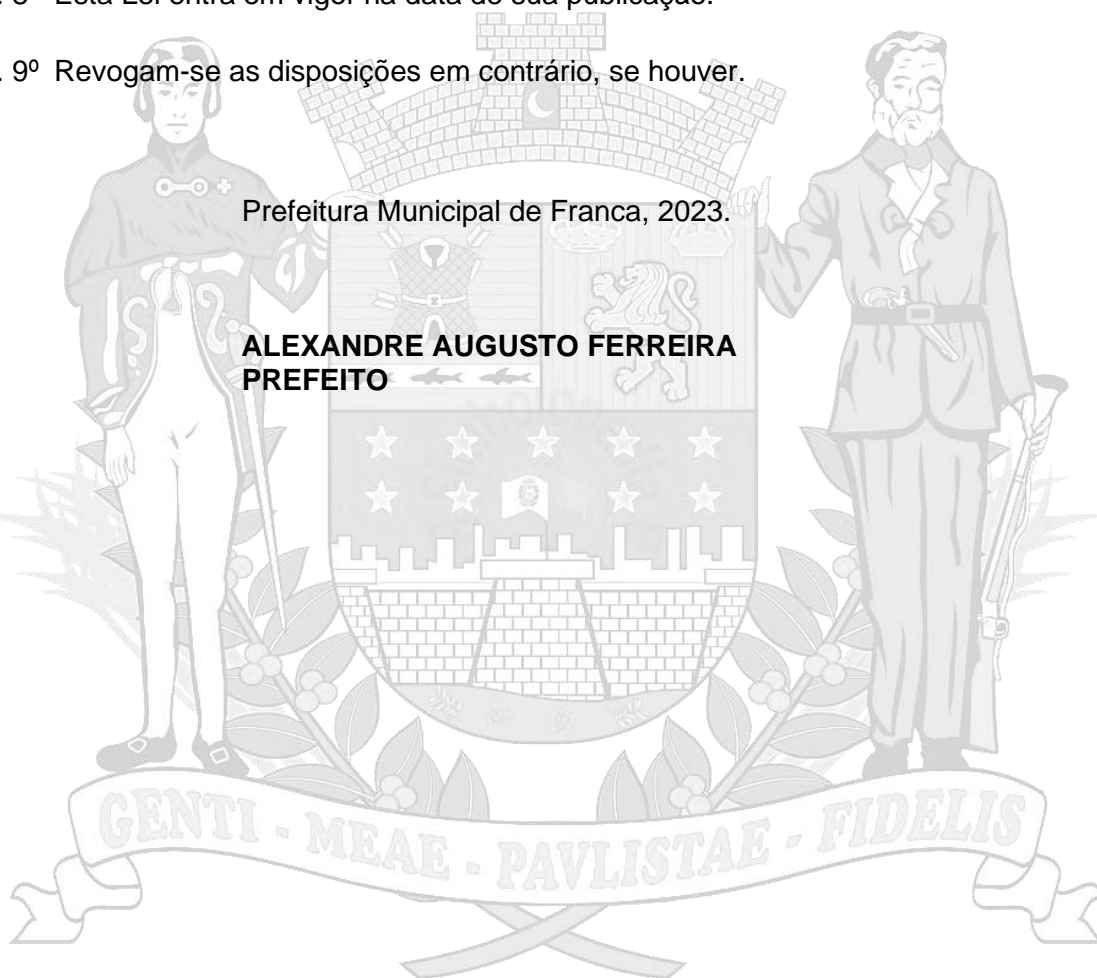 . 8º Esta Lei entra em vigor na data de sua publicação.
. 9º Revogam-se as disposições em contrário, se houver.
Prefeitura Municipal de Franca, 2023.
ALEXANDRE AUGUSTO FERREIRA
PREFEITO
GENTI - MEAE - PAVLISTAE - FIDELIS